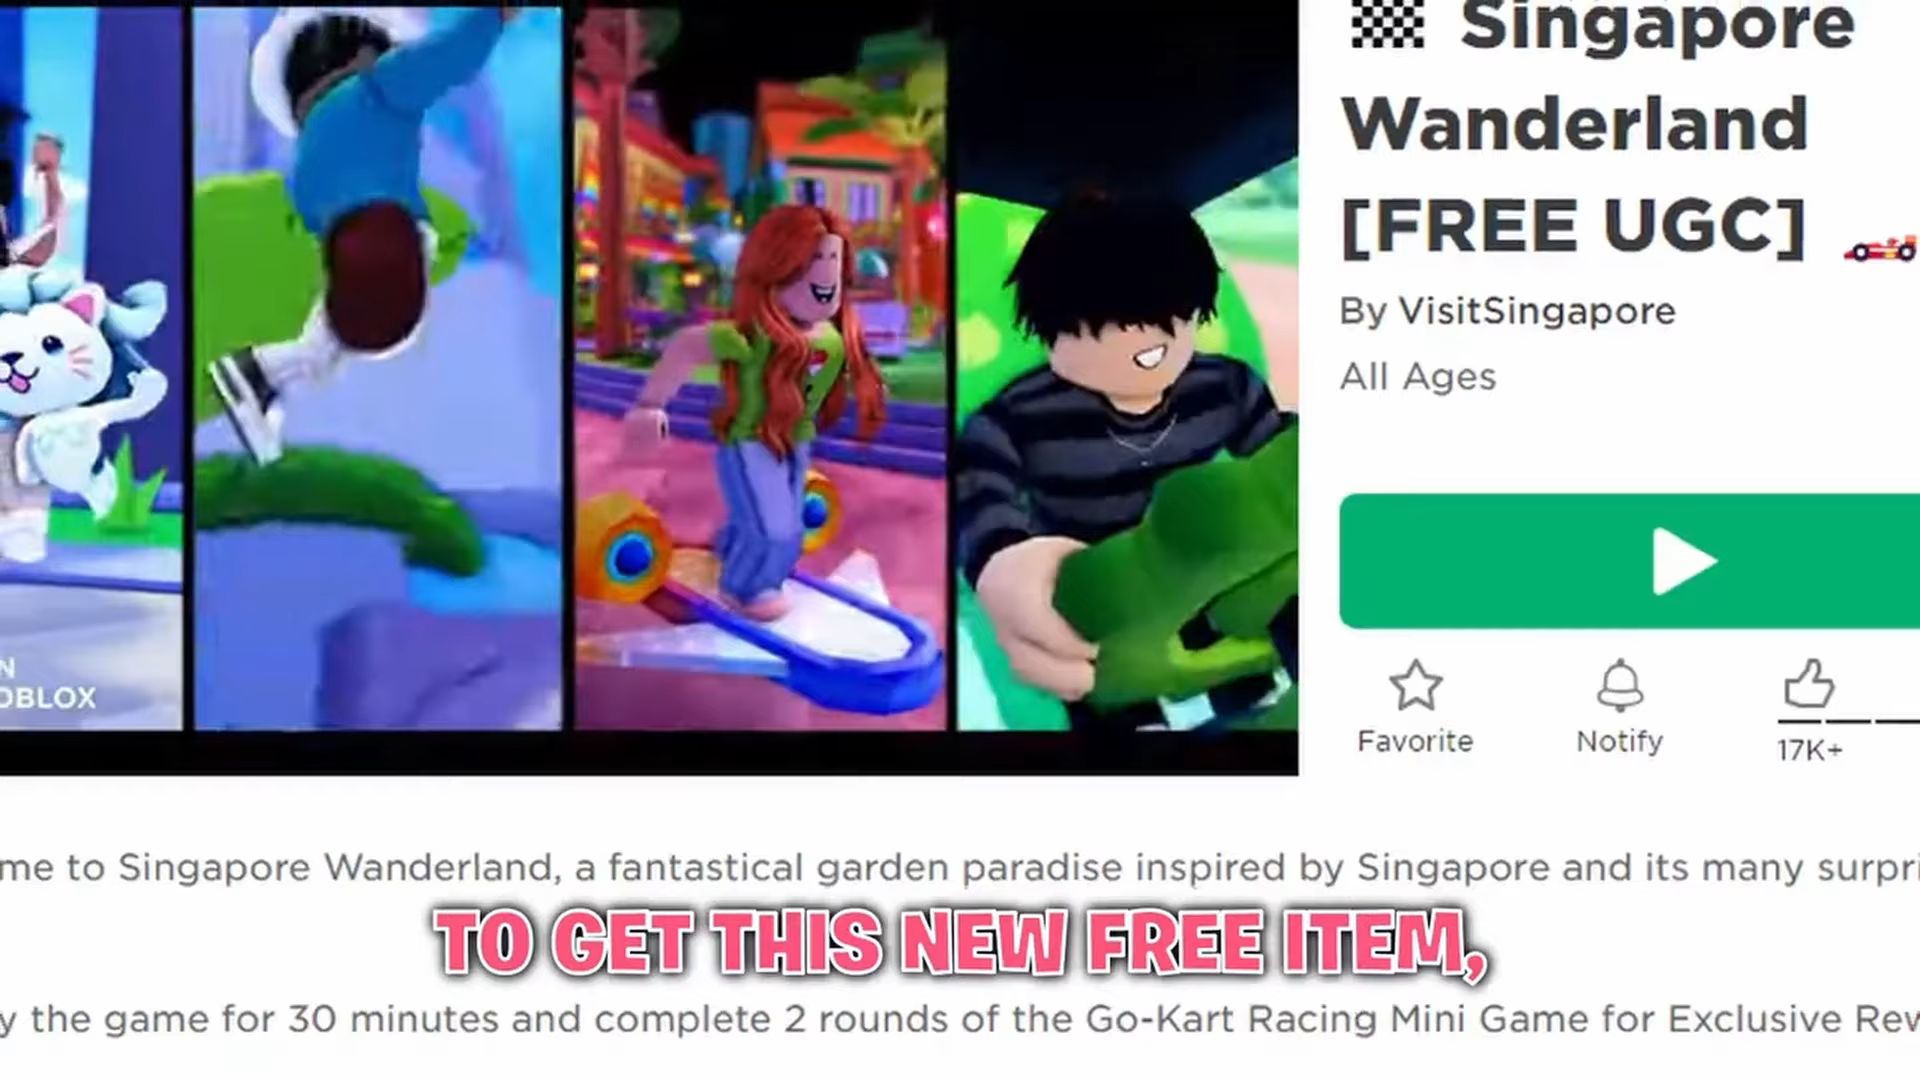 Singapore
Wanderland
[FREE UGC]
By VisitSingapore
All Ages
N
OBLOX
Favorite
Notify
17K+
me to Singapore Wanderland, a fantastical garden paradise inspired by Singapore and its many surpri
TO GET THIS NEW FREE ITEM,
y the game for 30 minutes and complete 2 rounds of the Go-Kart Racing Mini Game for Exclusive Rew